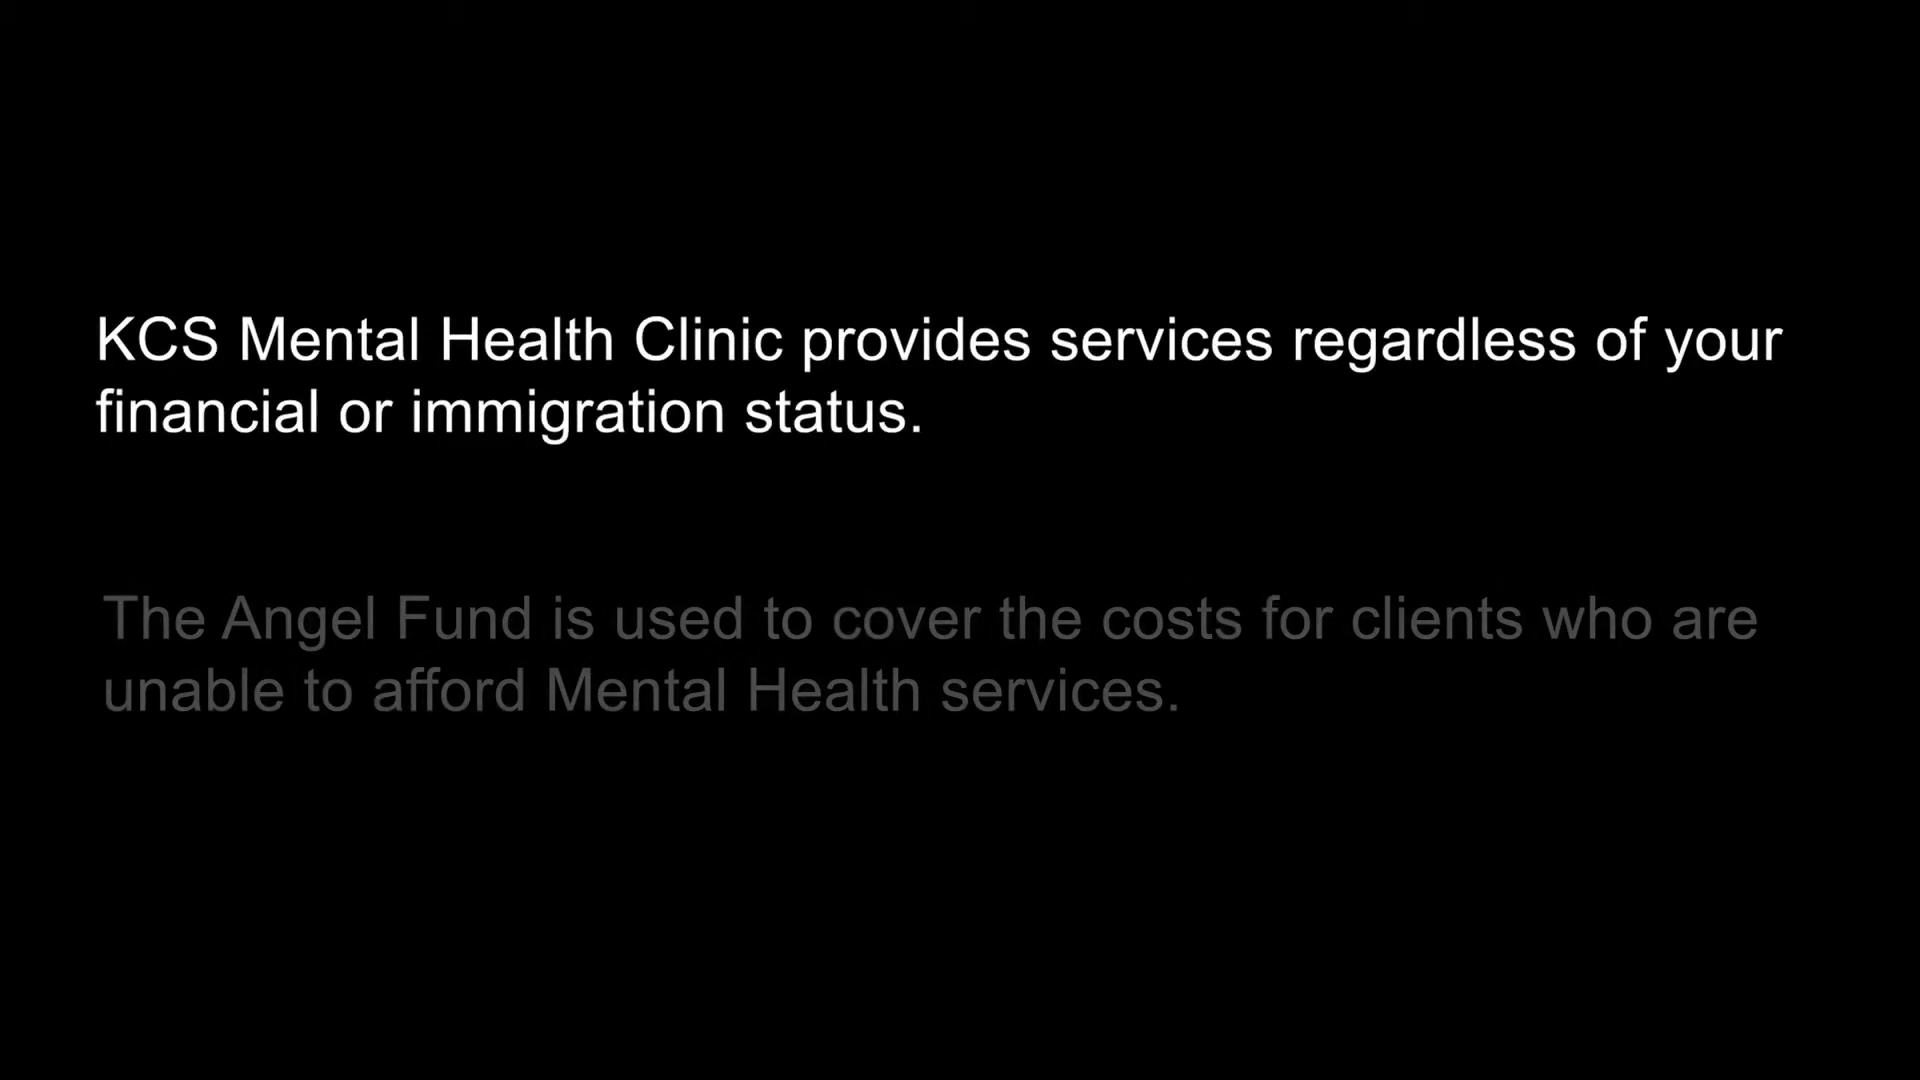 KCS Mental Health Clinic provides services regardless of your
financial or immigration status.
The Angel Fund is used to cover the costs for clients who are
unable to afford Mental Health services.